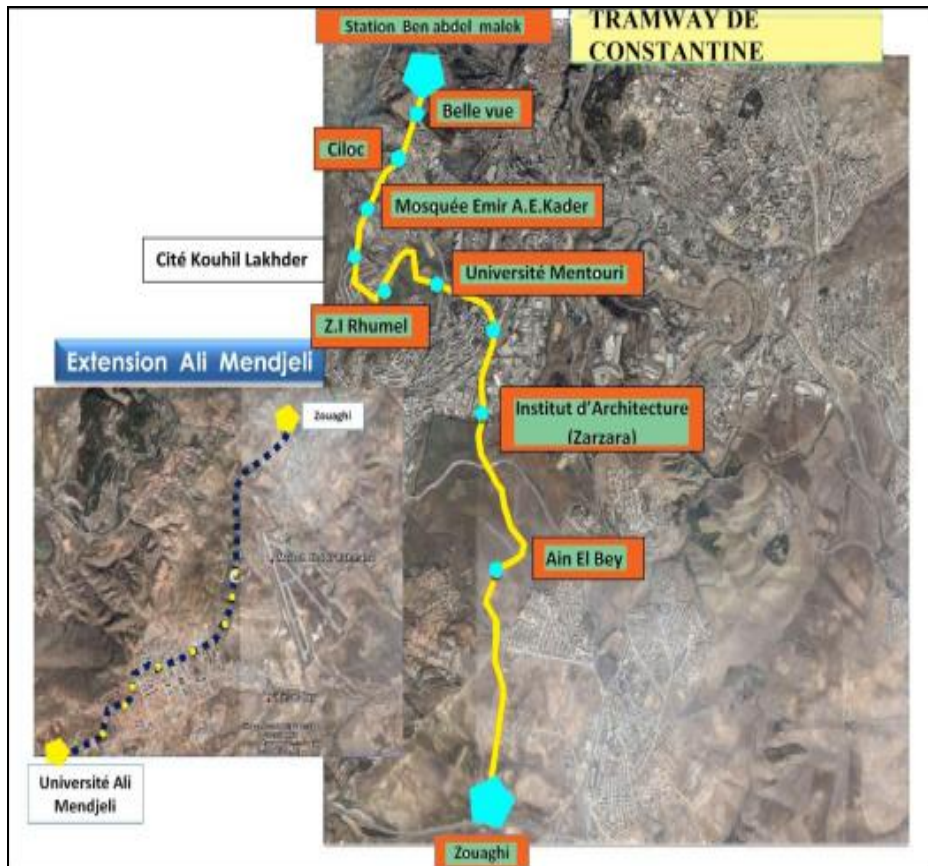 Station Ben abdel malek
TRAMWAY DE
CONSTANTINE
Belle vue
Ciloc
Mosquée Emir A.E.Kader
Cité Kouhil Lakhder
Université Mentouri
Z.I Rhumel
Extension Ali Mendjeli
Institut d'Architecture
(Zarzara)
Zouaghi
Ain El Bey
Université Ali
Mendjeli
Zouaghi